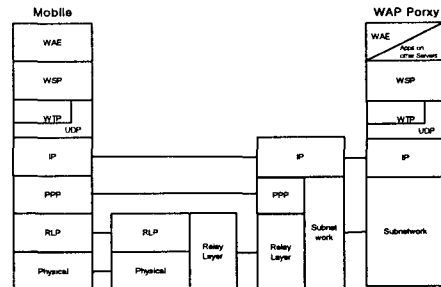 Mobile
WAP Porxy
WAE
WSP
WTP
UDP
IP
PPP
RLP
Physical
RLP
Physical
Relay
Layer
IP
PPP
Relay
Layer
Subnet
work
WAE
Apps on
other Servers
WSP
WTP
UDP
IP
Subnetwork